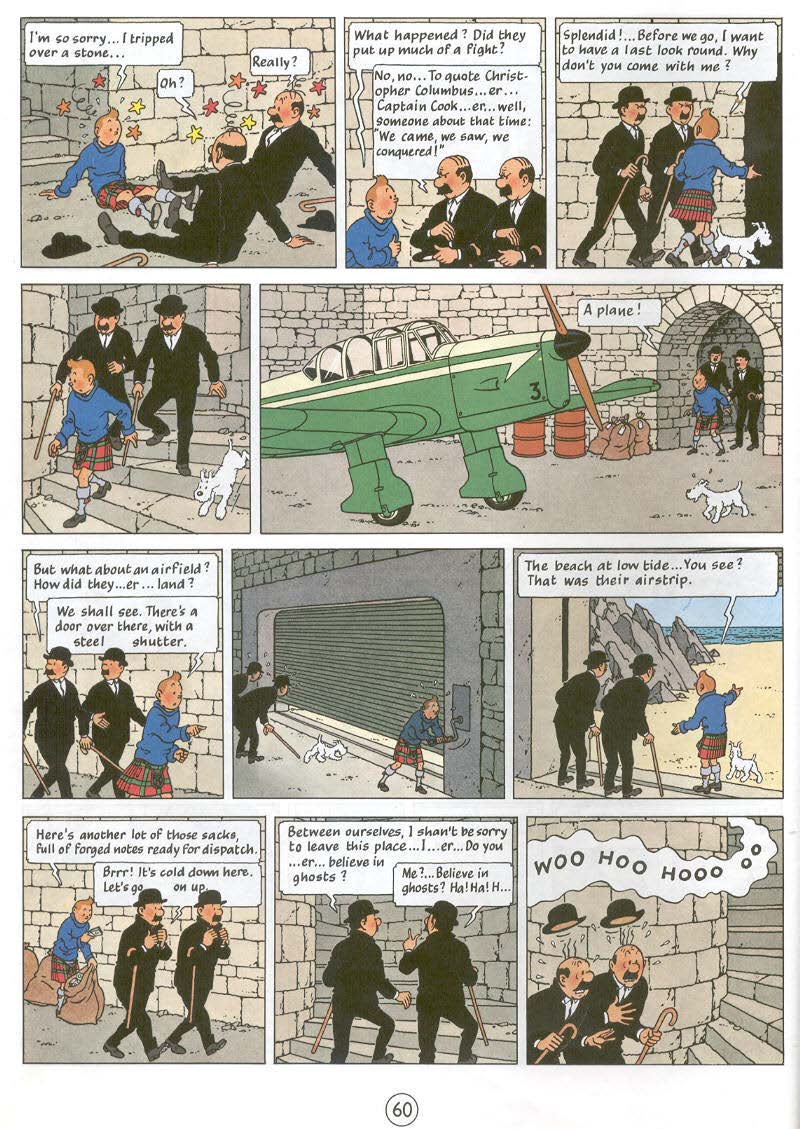 I'm so sorry... I tripped
over a stone...
Oh?
Really?
What happened? Did they
put up much of a fight?
No, no... To quote Christ-
opher Columbus...er...
Captain Cook...er...well,
someone about that time:
"We came, we saw, we
conquered!"
Splendid!... Before we go, I want
to have a last look round. Why
don't you come with me?
A plane!
3.
But what about an airfield?
How did they...er...land?
We shall see. There's a
door over there, with a
steel shutter.
The beach at low tide...You see?
That was their airstrip.
Here's another lot of those sacks,
full of forged notes ready for dispatch.
Brrr! It's cold down here.
Let's go on up.
Between ourselves, I shan't be sorry
to leave this place...I...er...Do you
...er...believe in
ghosts?
Me?... Believe in
ghosts? Ha! Ha! H...
WOO HOO HOOO O O
60